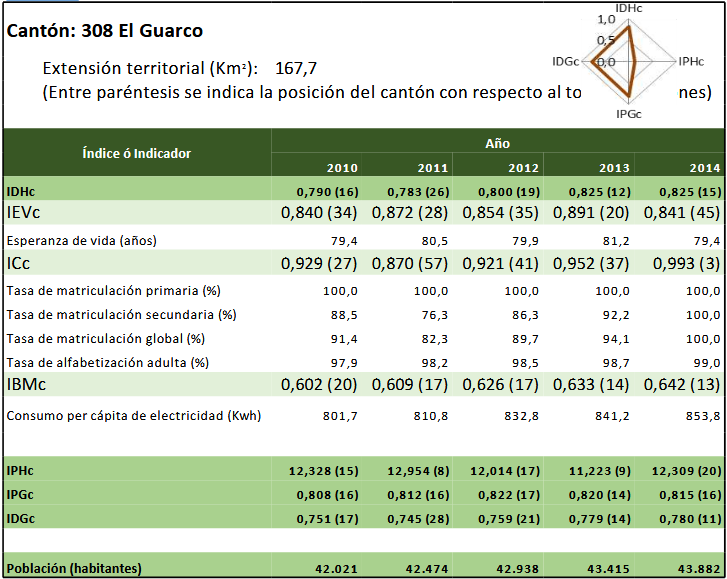 Cantón: 308 El Guarco
IDHc
1,0
0,5
0,0
IDGc
IPHc
IPGc
Extensión territorial (Km²): 167,7
(Entre paréntesis se indica la posición del cantón con respecto al to nes)
Índice ó Indicador Año
2010 2011 2012 2013 2014
IDHc 0,790 (16) 0,783 (26) 0,800 (19) 0,825 (12) 0,825 (15)
IEVc 0,840 (34) 0,872 (28) 0,854 (35) 0,891 (20) 0,841 (45)
Esperanza de vida (años) 79,4 80,5 79,9 81,2 79,4
ICc 0,929 (27) 0,870 (57) 0,921 (41) 0,952 (37) 0,993 (3)
Tasa de matriculación primaria (%) 100,0 100,0 100,0 100,0 100,0
Tasa de matriculación secundaria (%) 88,5 76,3 86,3 92,2 100,0
Tasa de matriculación global (%) 91,4 82,3 89,7 94,1 100,0
Tasa de alfabetización adulta (%) 97,9 98,2 98,5 98,7 99,0
IBMc 0,602 (20) 0,609 (17) 0,626 (17) 0,633 (14) 0,642 (13)
Consumo per cápita de electricidad (Kwh) 801,7 810,8 832,8 841,2 853,8
IPHc 12,328 (15) 12,954 (8) 12,014 (17) 11,223 (9) 12,309 (20)
IPGc 0,808 (16) 0,812 (16) 0,822 (17) 0,820 (14) 0,815 (16)
IDGc 0,751 (17) 0,745 (28) 0,759 (21) 0,779 (14) 0,780 (11)
Población (habitantes) 42.021 42.474 42.938 43.415 43.882